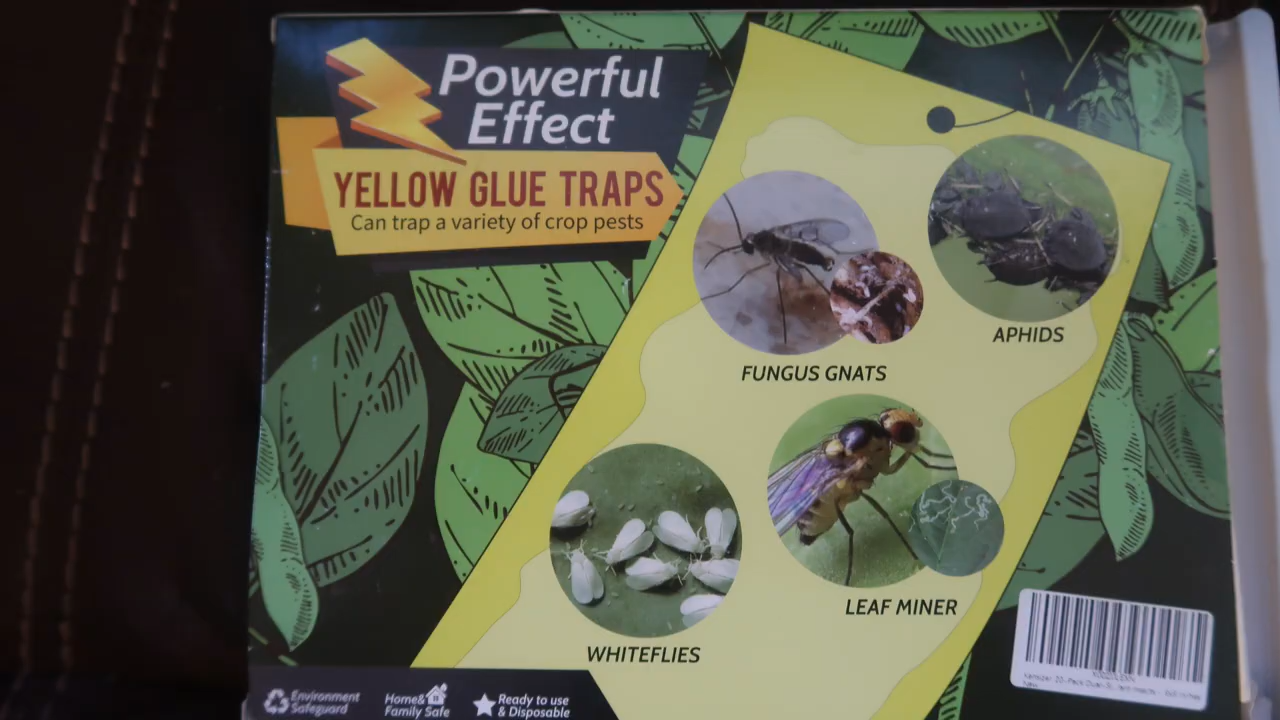 Powerful
Effect
YELLOW GLUE TRAPS
Can trap a variety of crop pests
APHIDS
FUNGUS GNATS
LEAF MINER
WHITEFLIES
Environment
Safeguard
Home&
Family Safe
Ready to use
& Disposable
New